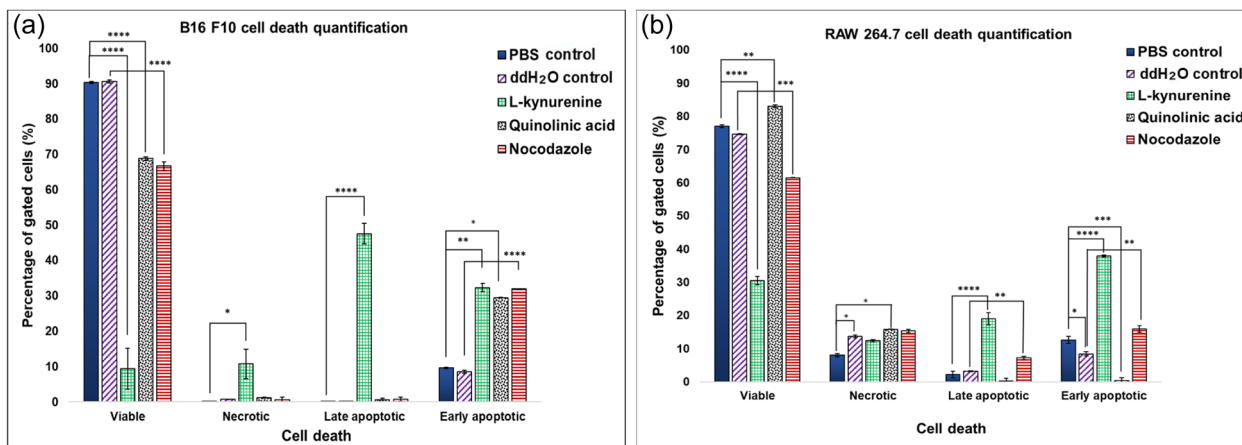 (a)
B16 F10 cell death quantification
Percentage of gated cells (%)
100
90
80
70
60
50
40
30
20
10
0
**** 
****
****
*
****
*
**
****
PBS control
ddH₂O control
L-kynurenine
Quinolinic acid
Nocodazole
Viable Necrotic Late apoptotic Early apoptotic
Cell death
(b)
RAW 264.7 cell death quantification
Percentage of gated cells (%)
100
90
80
70
60
50
40
30
20
10
0
**
**** ***
*
*
**** **
***
****
**
*
PBS control
ddH₂O control
L-kynurenine
Quinolinic acid
Nocodazole
Viable Necrotic Late apoptotic Early apoptotic
Cell death